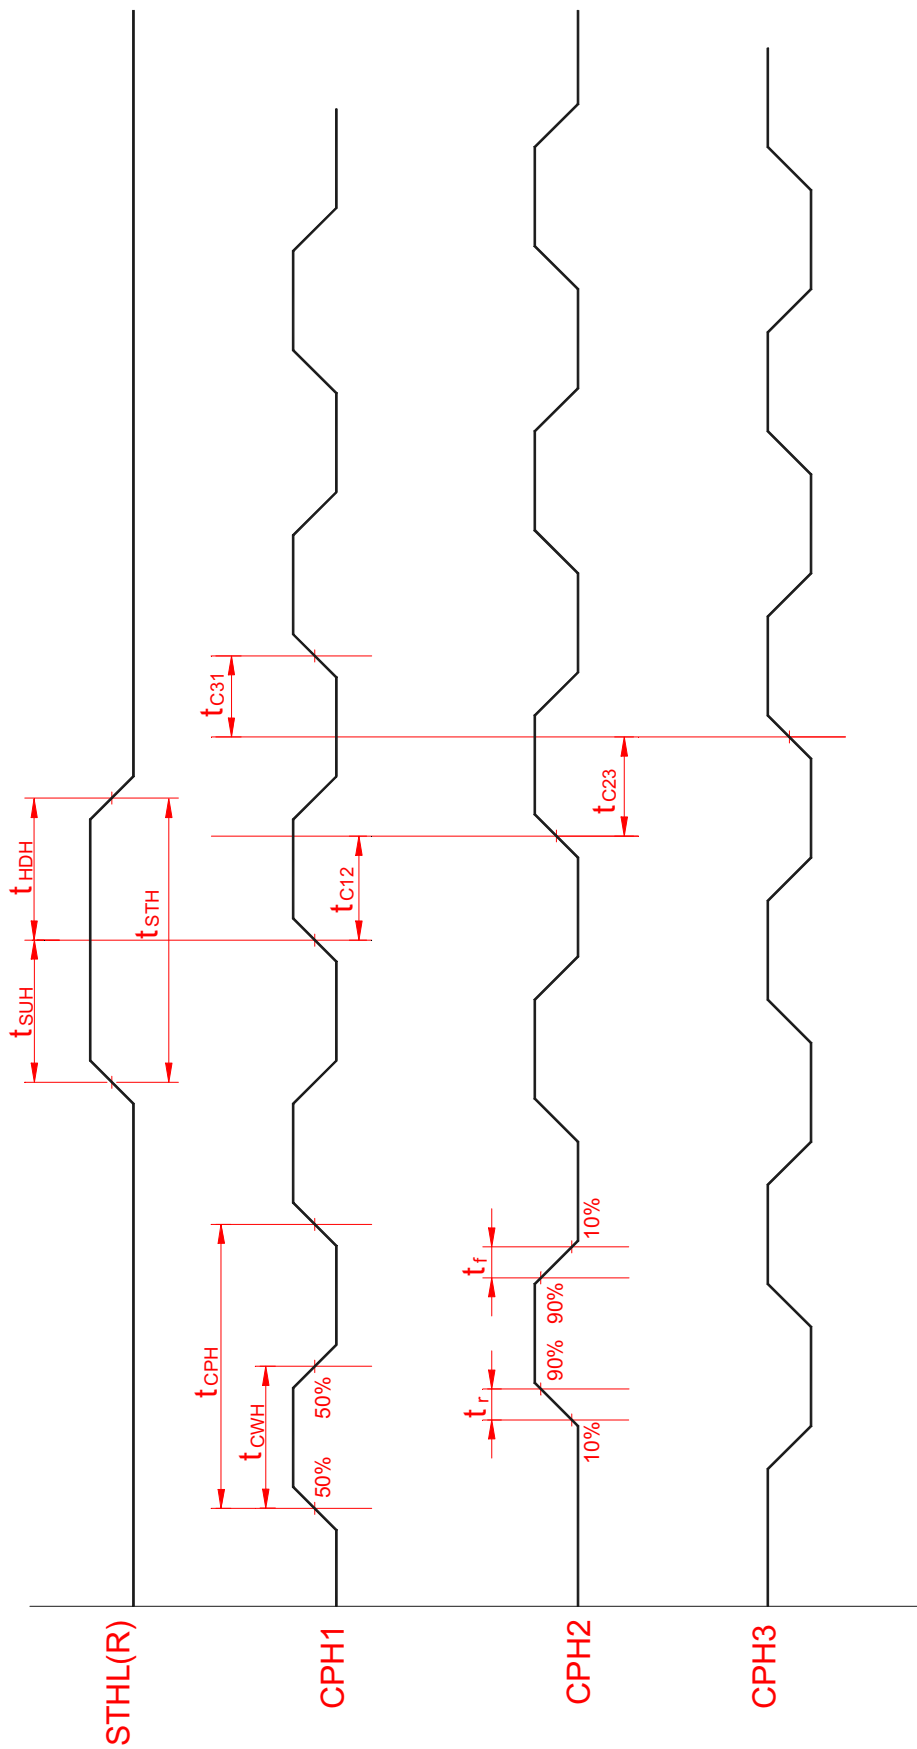 STHL(R)
tSUH
tHDH
tSTH
CPH1
tCPH
tCWH
50%
50%
tC12
tC31
CPH2
tr
tf
10%
90%
90%
10%
tC23
CPH3